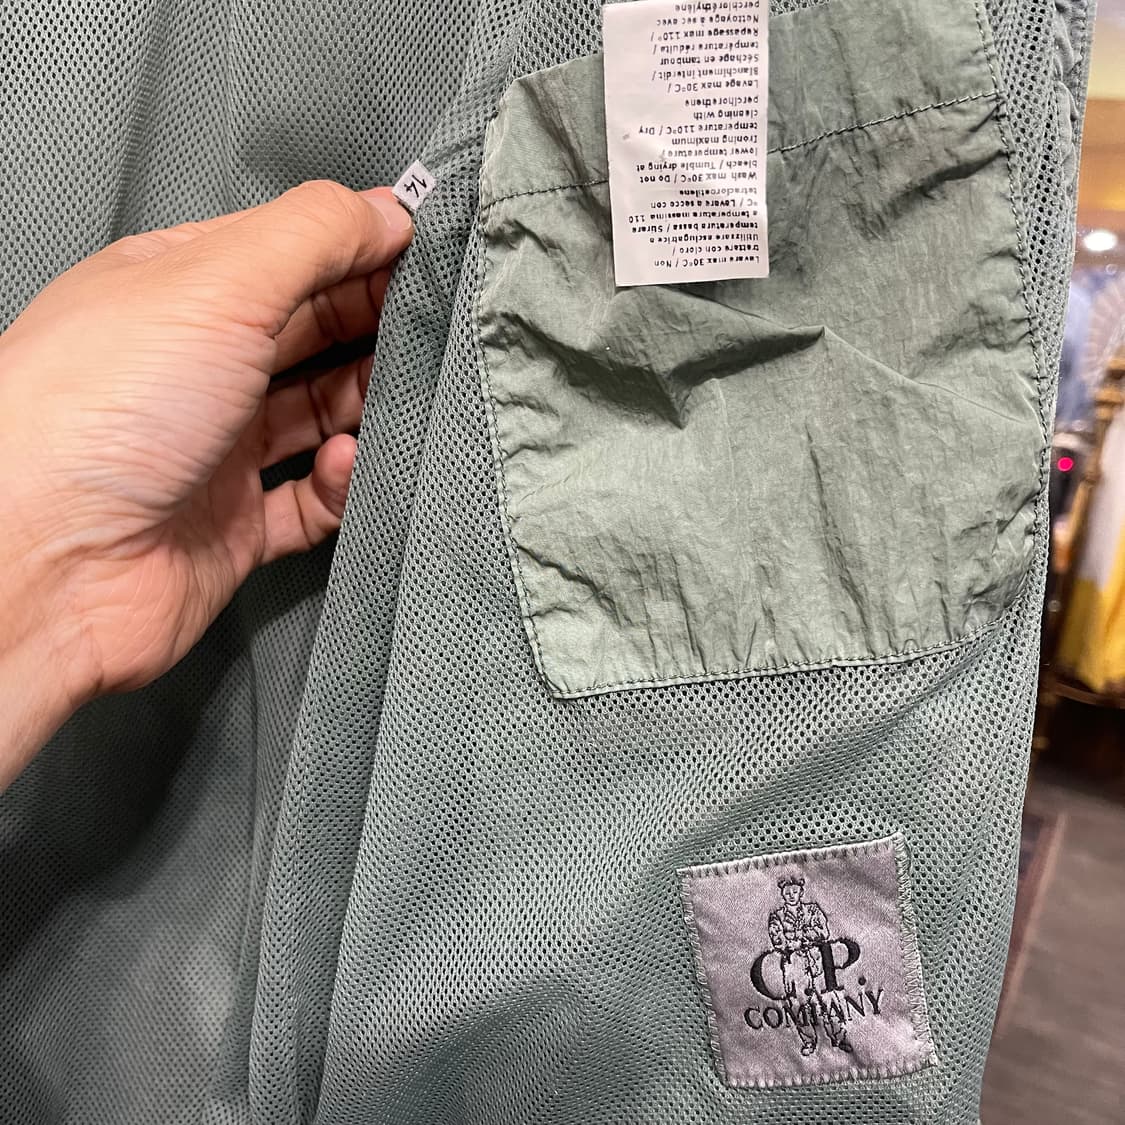 14
Lavare max 30°C / Non
trattare con cloro /
Utilizzare asciugatrice a
temperatura bassa / Stirare
a temperatura massima 110
°C / Lavare a secco con
tetracloroetilene
Wash max 30°C / Do not
bleach / Tumble drying at
lower temperature /
Ironing maximum
temperature 110°C / Dry
cleaning with
perclhorethene
Lavage max 30°C /
Blanchiment interdit /
Séchage en tambour
température réduite /
Repassage max 110° /
Nettoyage à sec avec
perchloréthylène
C.P.
COMPANY